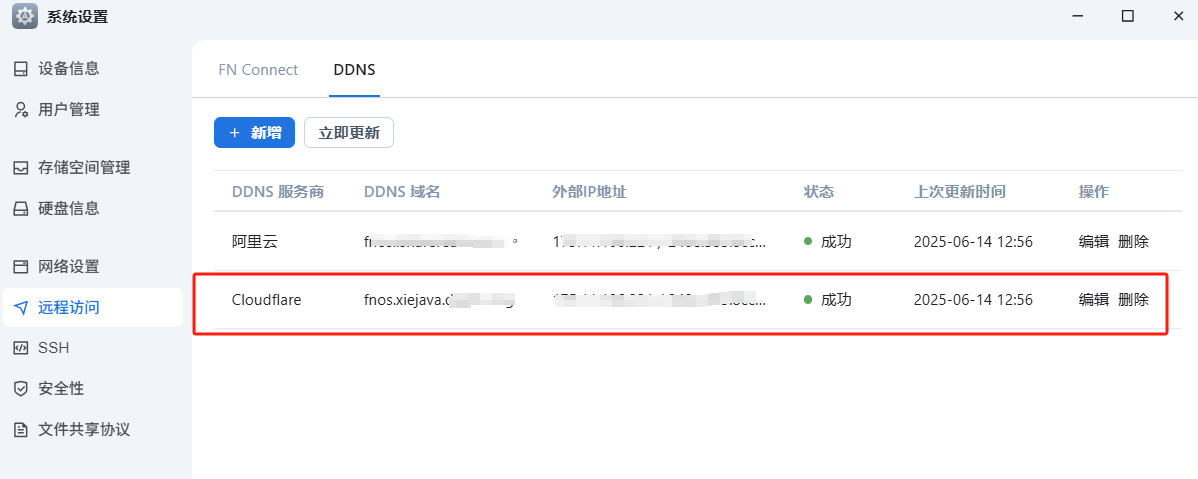 系统设置
设备信息
用户管理
存储空间管理
硬盘信息
网络设置
远程访问
SSH
安全性
文件共享协议
FN Connect DDNS
+ 新增 立即更新
DDNS 服务商 DDNS 域名 外部IP地址 状态 上次更新时间 操作
阿里云 成功 2025-06-14 12:56 编辑 删除
Cloudflare fnos.xiejava. 成功 2025-06-14 12:56 编辑 删除